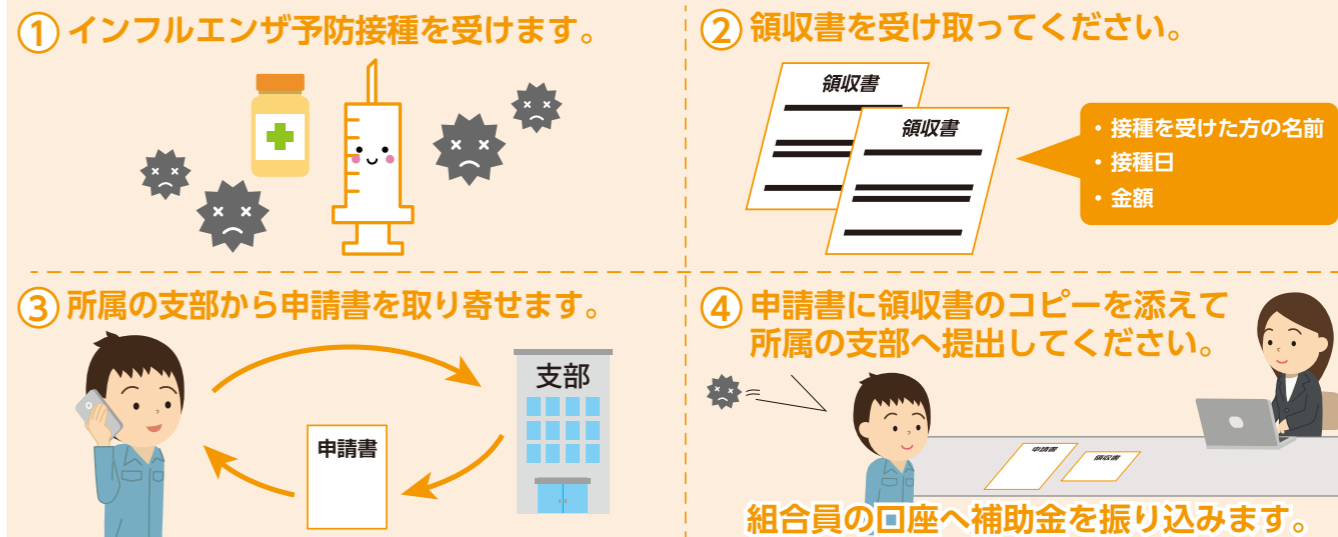 ① インフルエンザ予防接種を受けます。
② 領収書を受け取ってください。
領収書
領収書
・接種を受けた方の名前
・接種日
・金額
③ 所属の支部から申請書を取り寄せます。
支部
申請書
④ 申請書に領収書のコピーを添えて
所属の支部へ提出してください。
申請書
領収書
組合員の口座へ補助金を振り込みます。